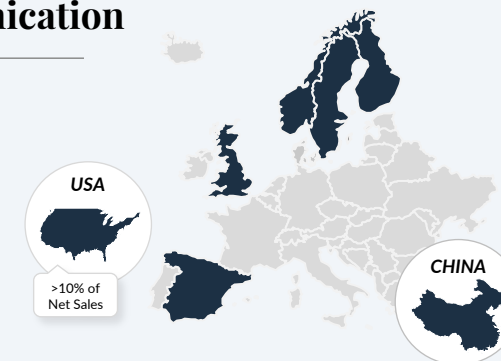 nication
USA
>10% of
Net Sales
CHINA